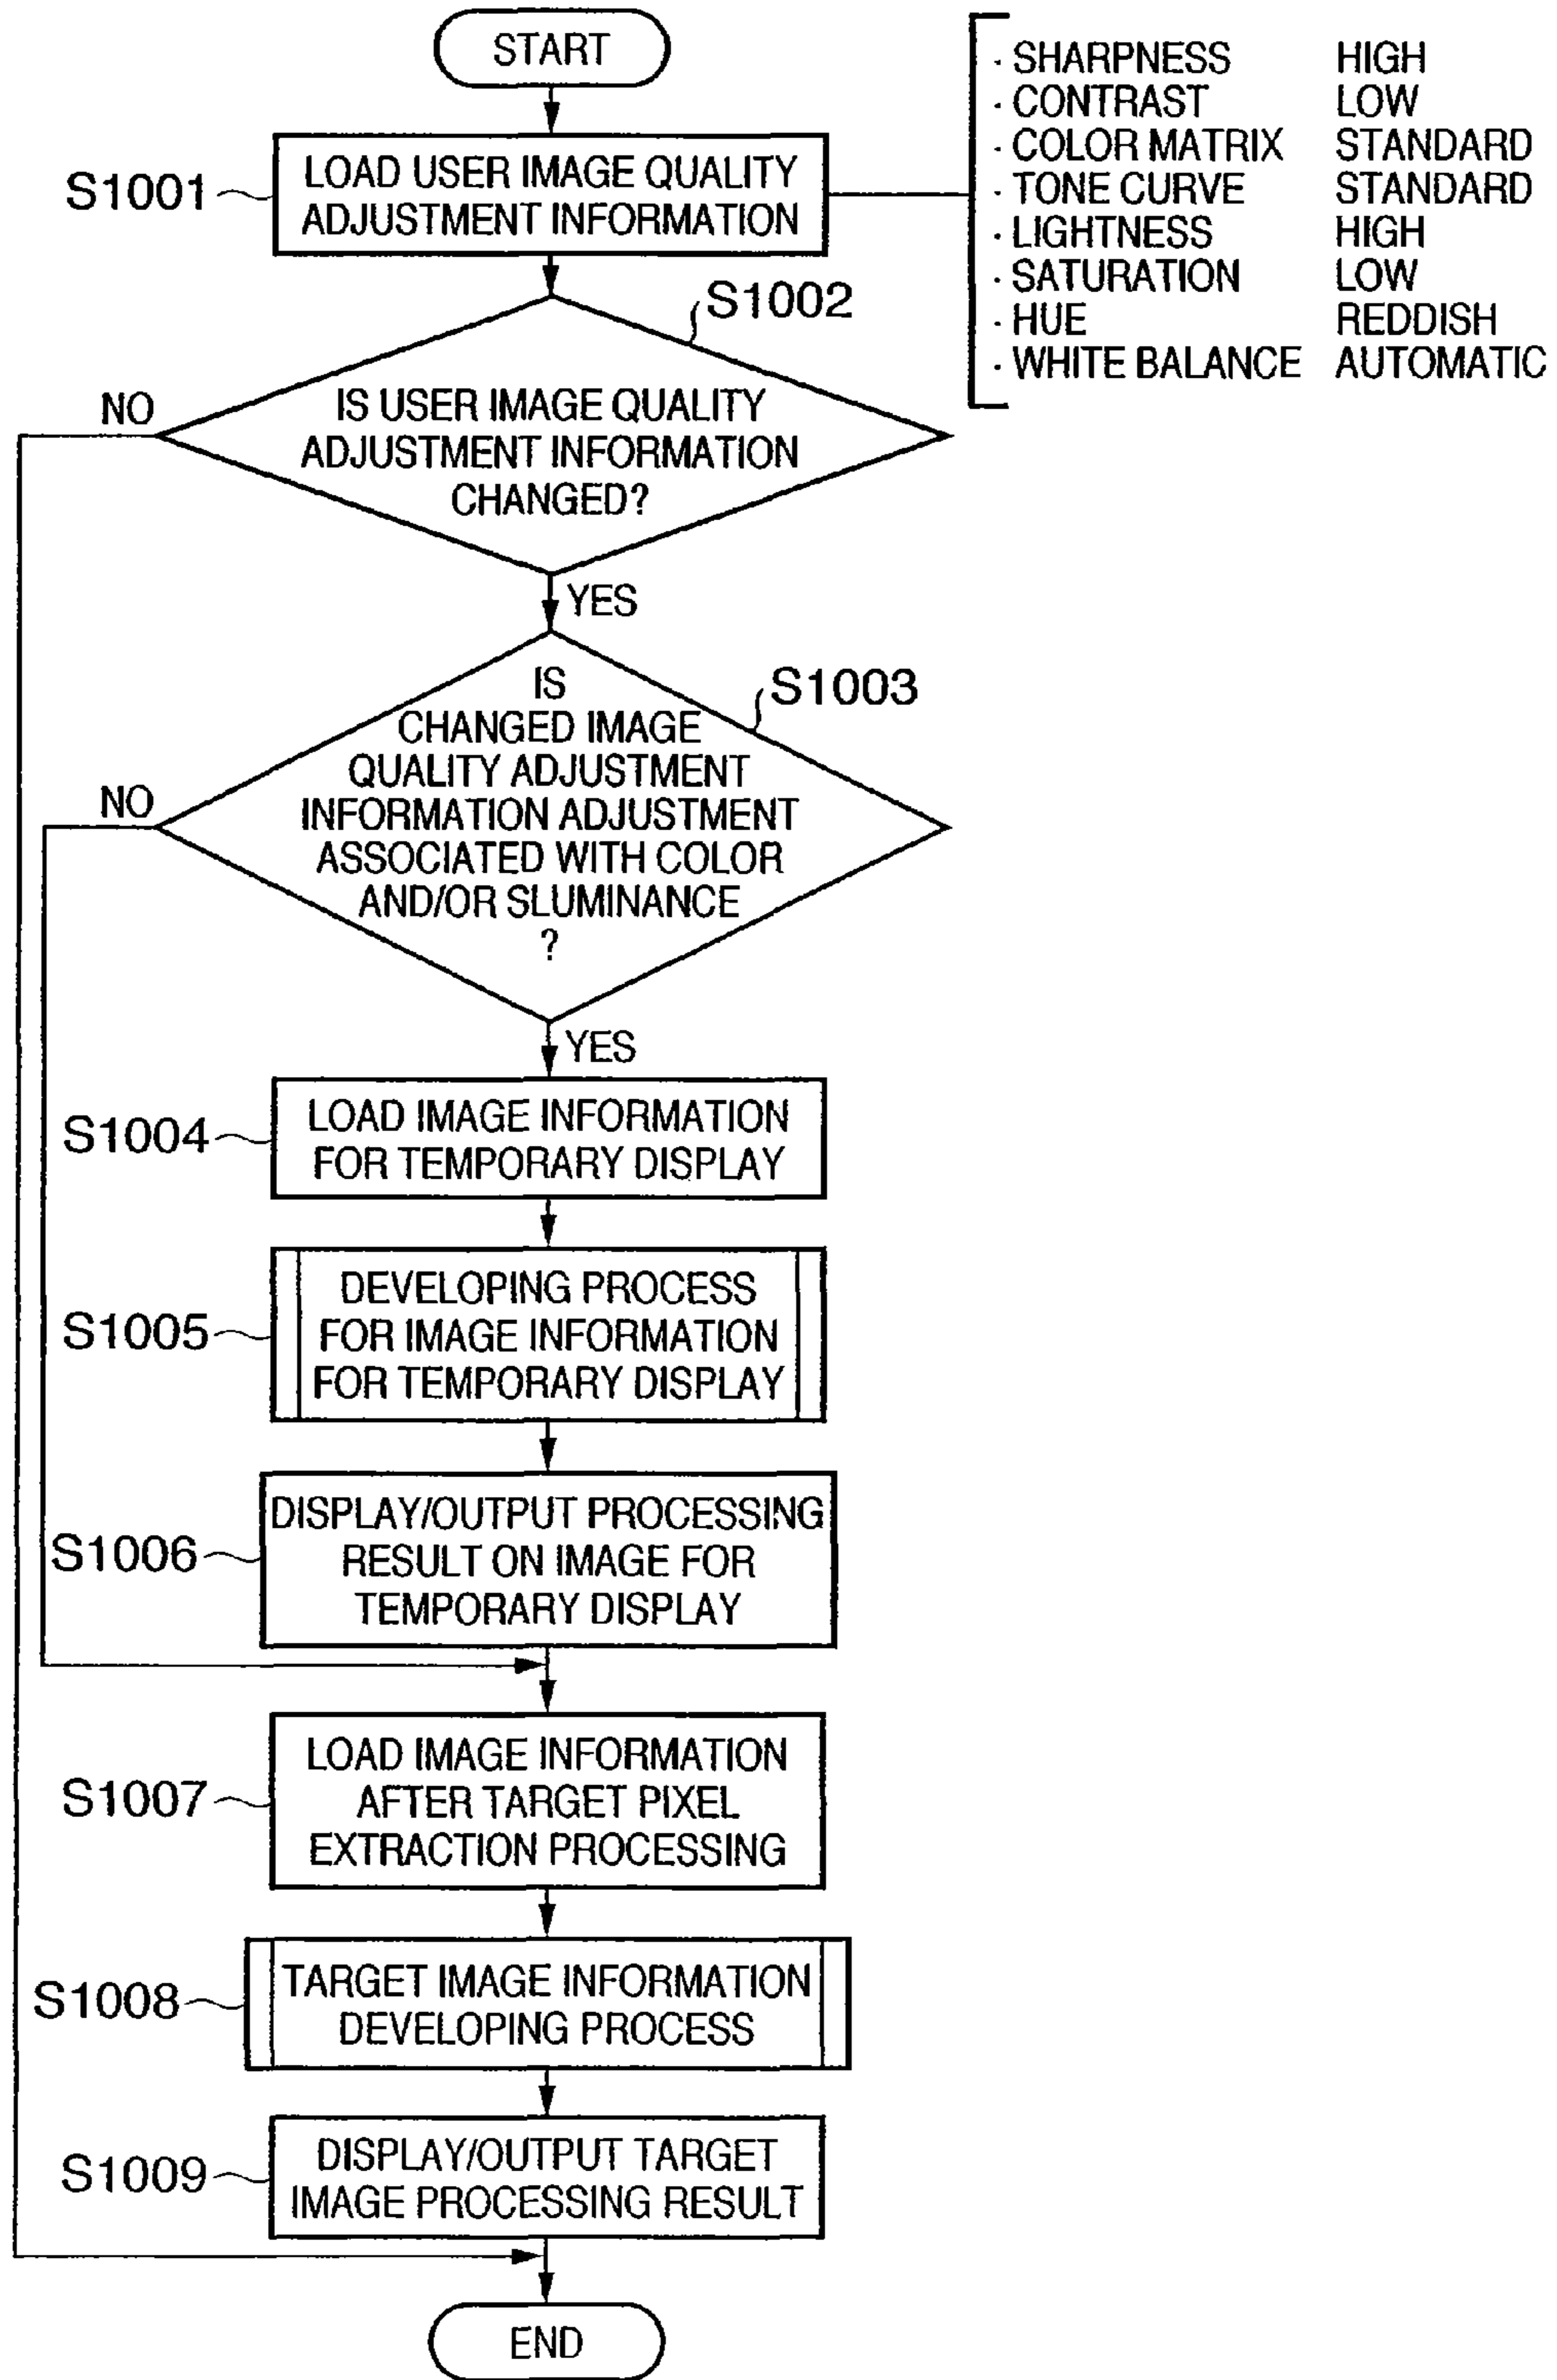 START
· SHARPNESS HIGH
· CONTRAST LOW
· COLOR MATRIX STANDARD
· TONE CURVE STANDARD
· LIGHTNESS HIGH
· SATURATION LOW
· HUE REDDISH
· WHITE BALANCE AUTOMATIC
S1001
LOAD USER IMAGE QUALITY
ADJUSTMENT INFORMATION
S1002
NO
IS USER IMAGE QUALITY
ADJUSTMENT INFORMATION
CHANGED?
YES
S1003
NO
IS
CHANGED IMAGE
QUALITY ADJUSTMENT
INFORMATION ADJUSTMENT
ASSOCIATED WITH COLOR
AND/OR SLUMINANCE
?
YES
S1004
LOAD IMAGE INFORMATION
FOR TEMPORARY DISPLAY
S1005
DEVELOPING PROCESS
FOR IMAGE INFORMATION
FOR TEMPORARY DISPLAY
S1006
DISPLAY/OUTPUT PROCESSING
RESULT ON IMAGE FOR
TEMPORARY DISPLAY
S1007
LOAD IMAGE INFORMATION
AFTER TARGET PIXEL
EXTRACTION PROCESSING
S1008
TARGET IMAGE INFORMATION
DEVELOPING PROCESS
S1009
DISPLAY/OUTPUT TARGET
IMAGE PROCESSING RESULT
END